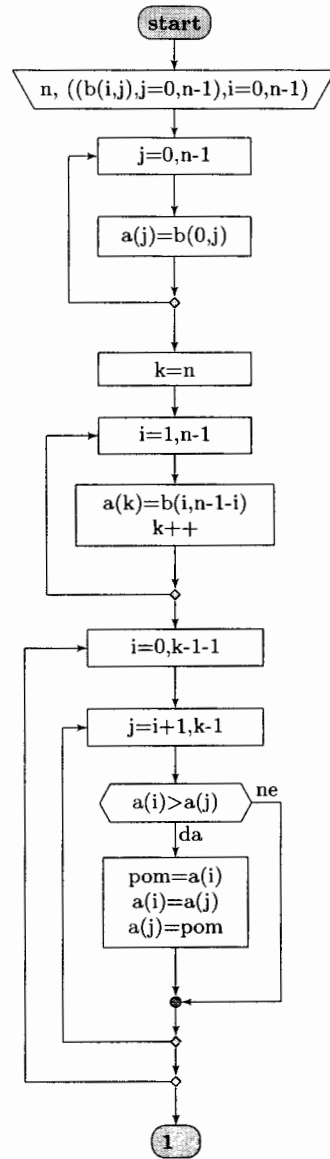 start
n, ((b(i,j),j=0,n-1),i=0,n-1)
j=0,n-1
a(j)=b(0,j)
k=n
i=1,n-1
a(k)=b(i,n-1-i)
k++
i=0,k-1-1
j=i+1,k-1
a(i)>a(j)
ne
da
pom=a(i)
a(i)=a(j)
a(j)=pom
1